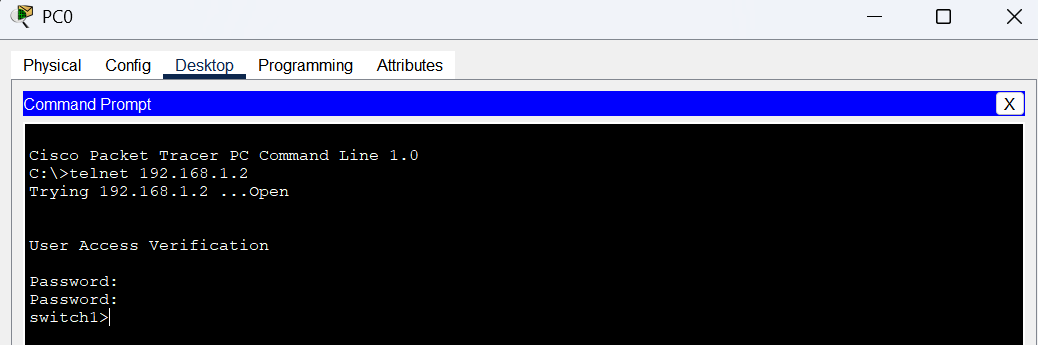 PC0
Physical Config Desktop Programming Attributes
Command Prompt X
Cisco Packet Tracer PC Command Line 1.0
C:\>telnet 192.168.1.2
Trying 192.168.1.2 ...Open
User Access Verification
Password:
Password:
switch1>